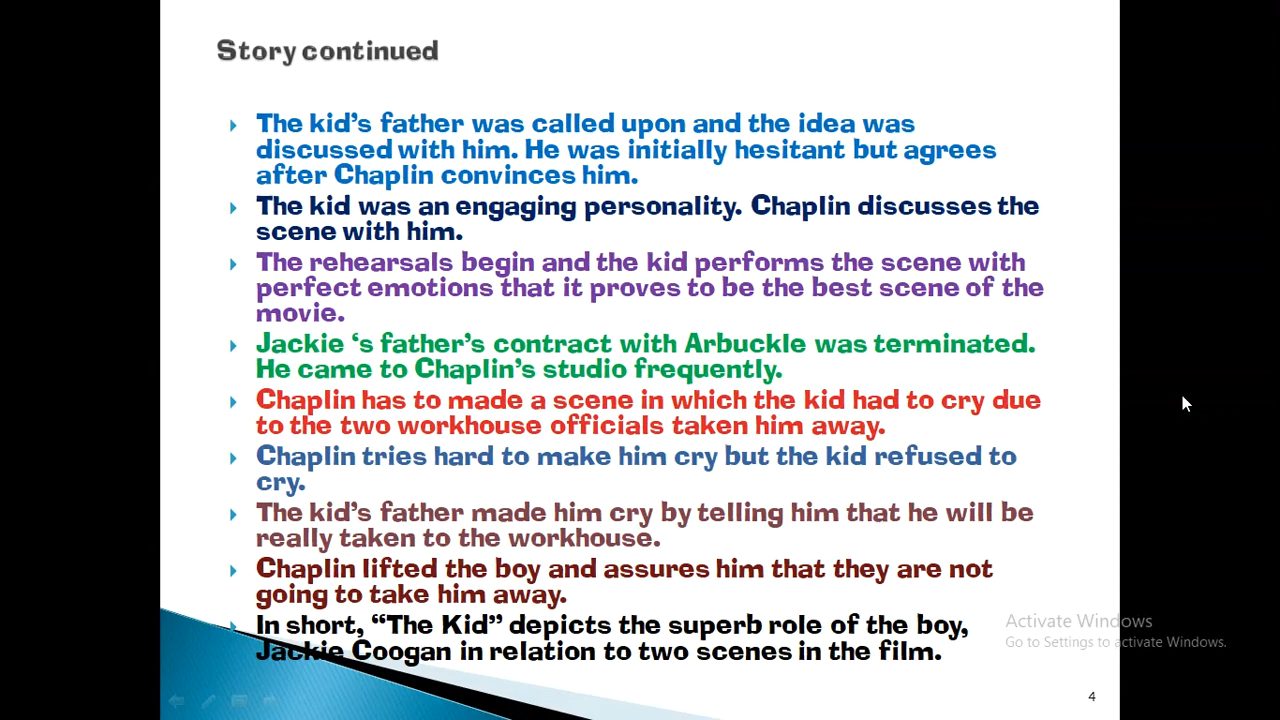 Story continued
The kid's father was called upon and the idea was
discussed with him. He was initially hesitant but agrees
after Chaplin convinces him.
The kid was an engaging personality. Chaplin discusses the
scene with him.
The rehearsals begin and the kid performs the scene with
perfect emotions that it proves to be the best scene of the
movie.
Jackie ‘s father’s contract with Arbuckle was terminated.
He came to Chaplin’s studio frequently.
Chaplin has to made a scene in which the kid had to cry due
to the two workhouse officials taken him away.
Chaplin tries hard to make him cry but the kid refused to
cry.
The kid’s father made him cry by telling him that he will be
really taken to the workhouse.
Chaplin lifted the boy and assures him that they are not
going to take him away.
In short, “The Kid” depicts the superb role of the boy,
Jackie Coogan in relation to two scenes in the film.
Activate Windows
Go to Settings to activate Windows.
4